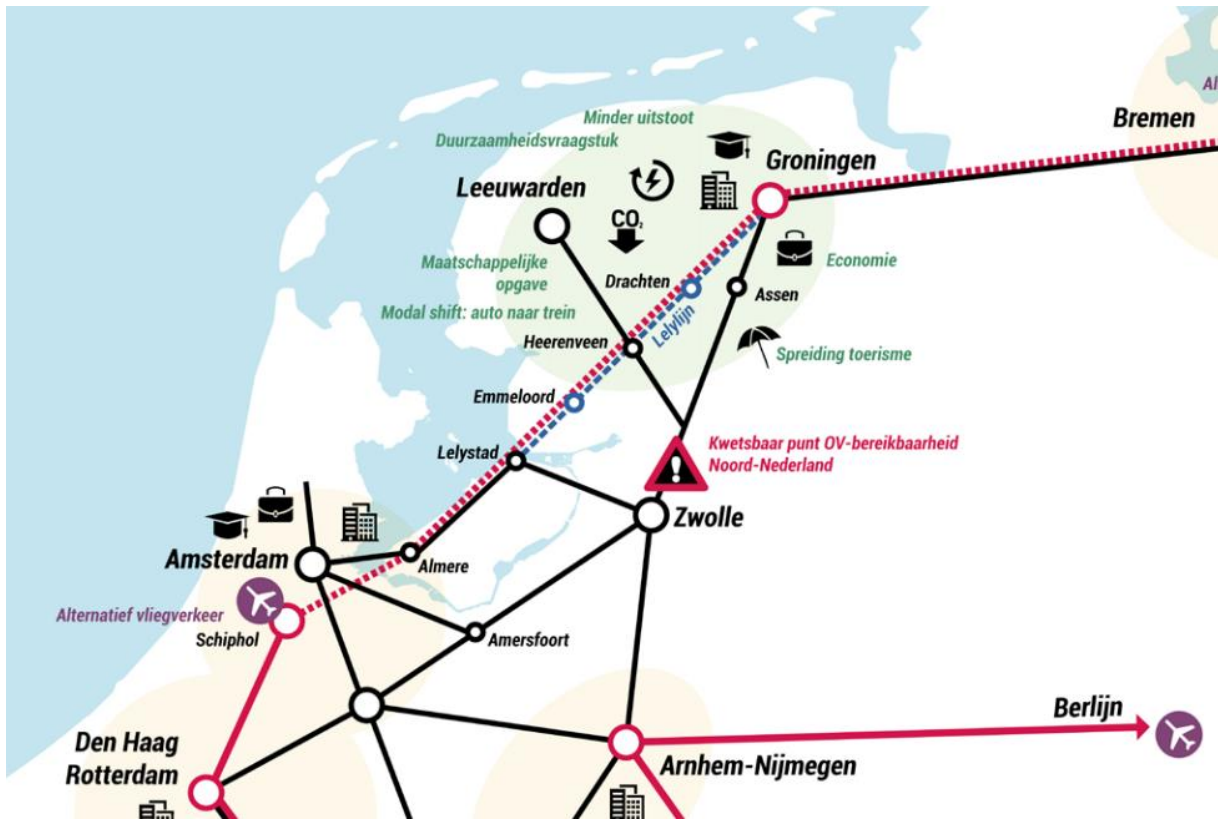 Minder uitstoot
Duurzaamheidsvraagstuk
Al
Bremen
Groningen
Leeuwarden
CO₂
Maatschappelijke
opgave
Drachten
Economie
Assen
Modal shift: auto naar trein
Lelylijn
Heerenveen
Spreiding toerisme
Emmeloord
Lelystad
Kwetsbaar punt OV-bereikbaarheid
Noord-Nederland
Zwolle
Amsterdam
Almere
Alternatief vliegverkeer
Schiphol
Amersfoort
Berlijn
Den Haag
Rotterdam
Arnhem-Nijmegen